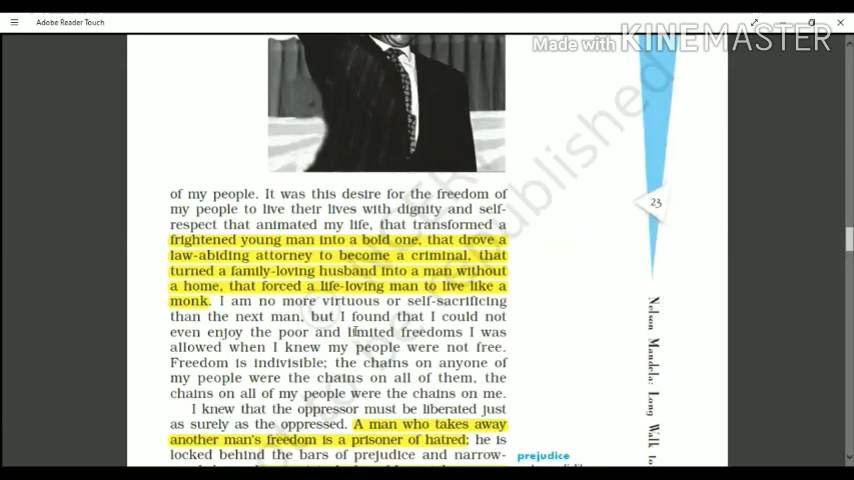 Adobe Reader Touch
Made with KINEMASTER
of my people. It was this desire for the freedom of
my people to live their lives with dignity and self-
respect that animated my life, that transformed a
frightened young man into a bold one, that drove a
law-abiding attorney to become a criminal, that
turned a family-loving husband into a man without
a home, that forced a life-loving man to live like a
monk. I am no more virtuous or self-sacrificing
than the next man, but I found that I could not
even enjoy the poor and limited freedoms I was
allowed when I knew my people were not free.
Freedom is indivisible; the chains on anyone of
my people were the chains on all of them, the
chains on all of my people were the chains on me.
I knew that the oppressor must be liberated just
as surely as the oppressed. A man who takes away
another man's freedom is a prisoner of hatred; he is
locked behind the bars of prejudice and narrow-
prejudice
23
Nelson Mandela: Long Walk to
© NCERT
to be republished